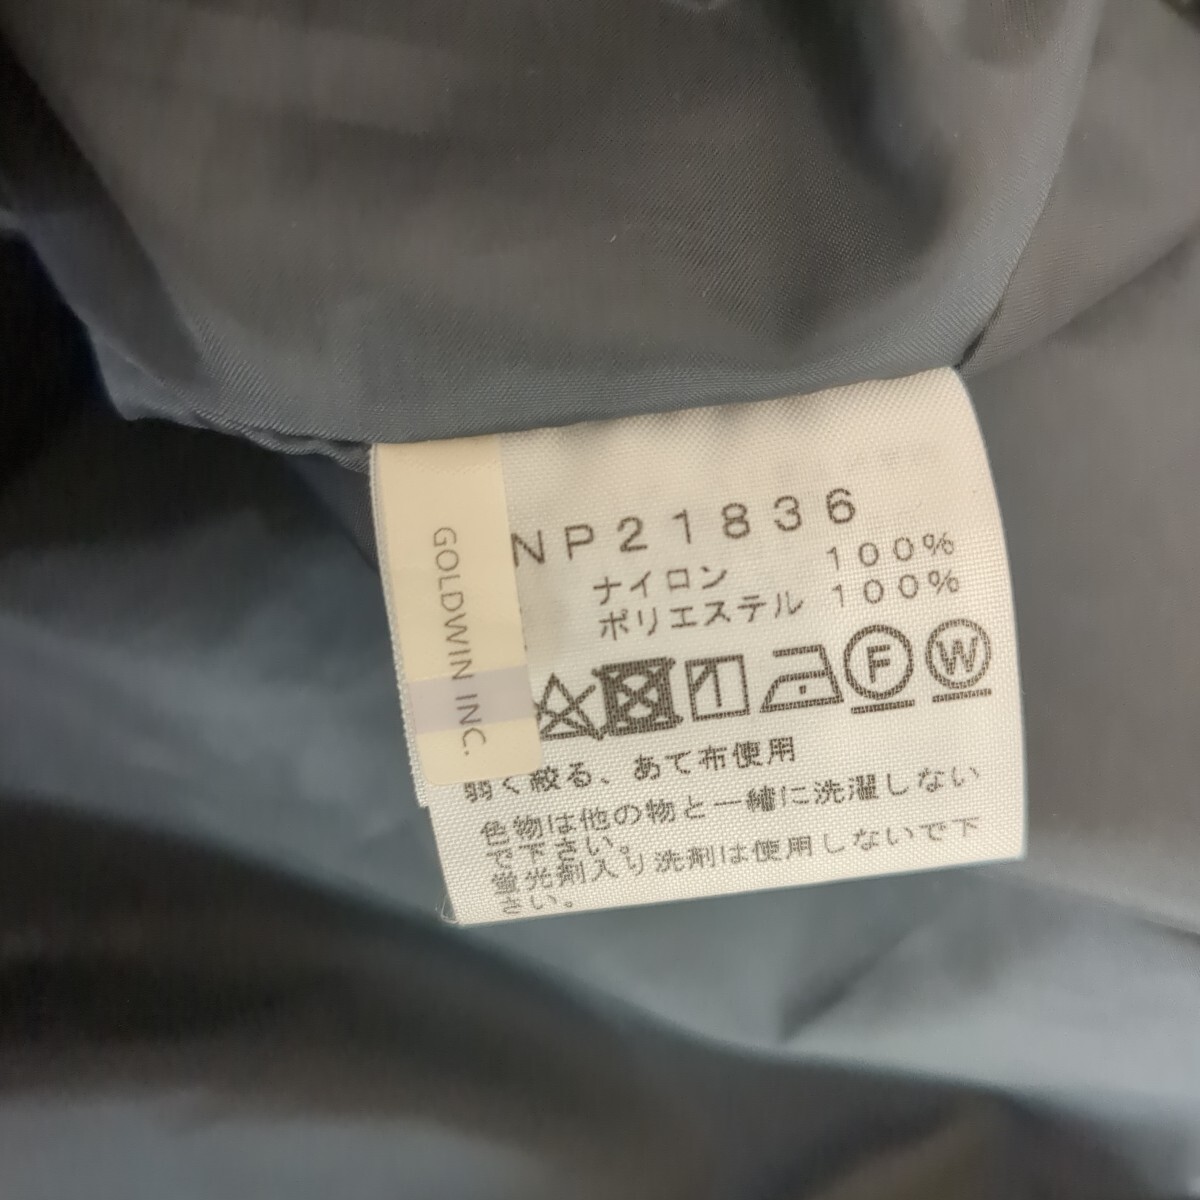 NP21836
ナイロン 100%
ポリエステル 100%
F W
弱く絞る、あて布使用
色物は他の物と一緒に洗濯しない
で下さい。
蛍光剤入り洗剤は使用しないで下
さい。
GOLDWIN INC.